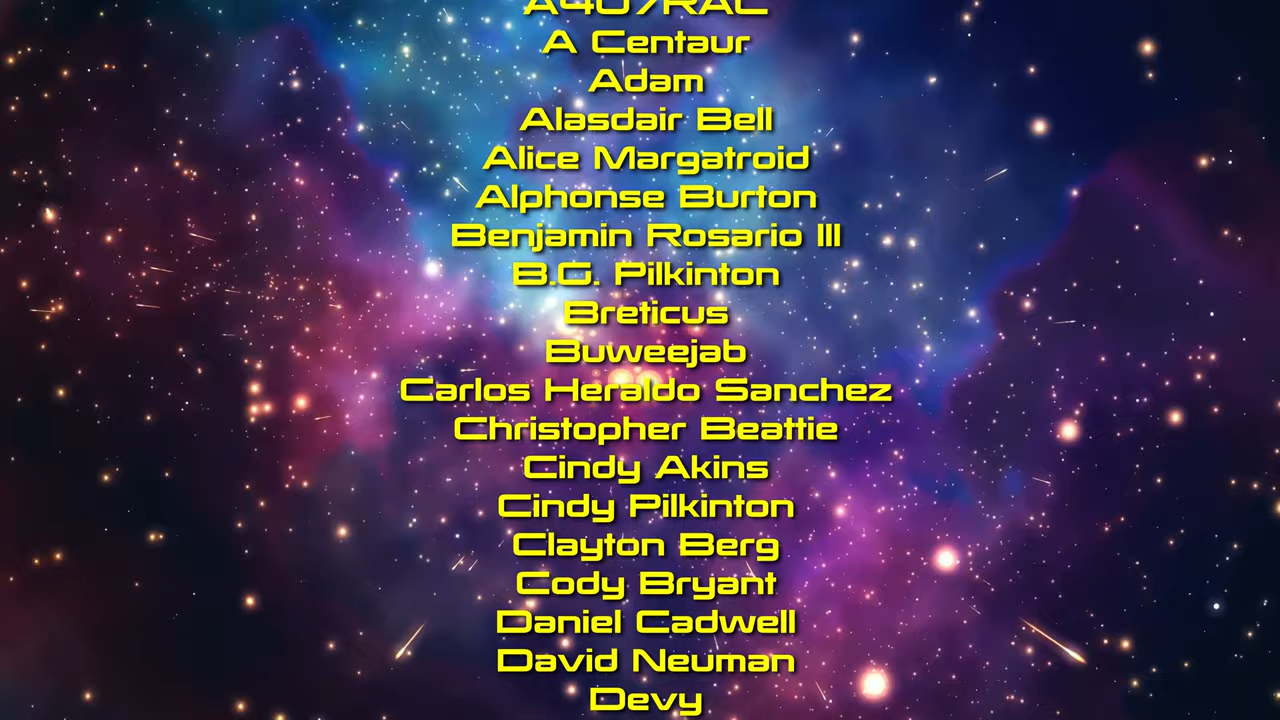 A Centaur
Adam
Alasdair Bell
Alice Margatroid
Alphonse Burton
Benjamin Rosario III
B.G. Pilkinton
Breticus
Buweejab
Carlos Heraldo Sanchez
Christopher Beattie
Cindy Akins
Cindy Pilkinton
Clayton Berg
Cody Bryant
Daniel Cadwell
David Neuman
Devy